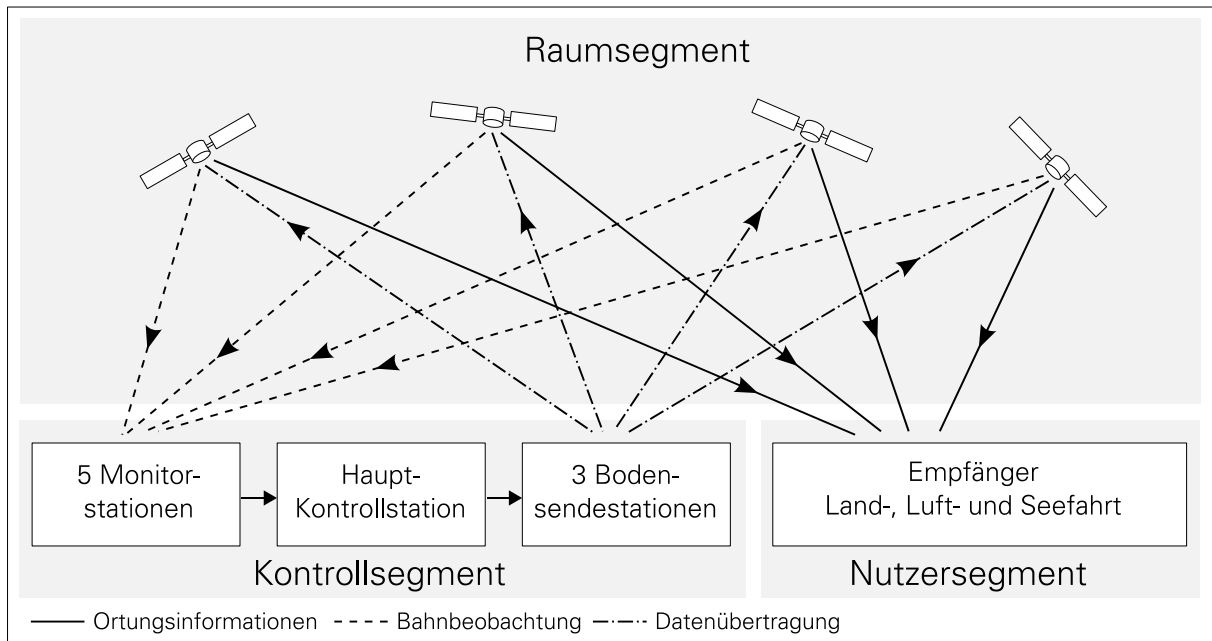 Raumsegment
5 Monitor-
stationen
Haupt-
Kontrollstation
3 Boden-
sendestationen
Empfänger
Land-, Luft- und Seefahrt
Kontrollsegment
Nutzersegment
Ortungsinformationen
Bahnbeobachtung
Datenübertragung